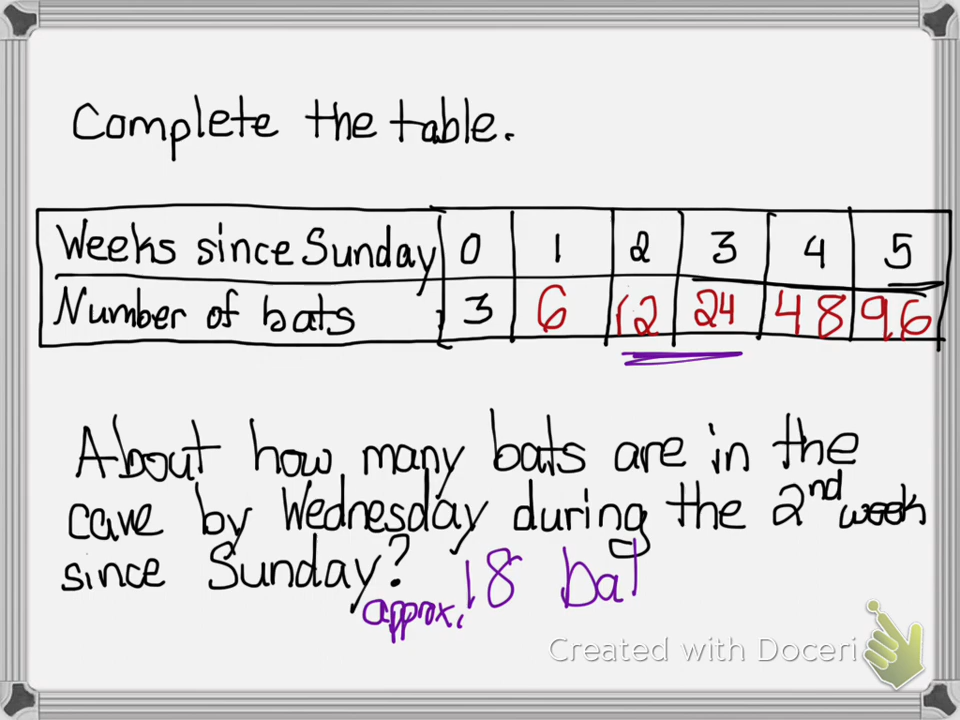 Complete the table.
Weeks since Sunday 0 1 2 3 4 5
Number of bats 3 6 12 24 48 96
About how many bats are in the
cave by Wednesday during the 2nd week
since Sunday? approx. 18 bat
Created with Doceri